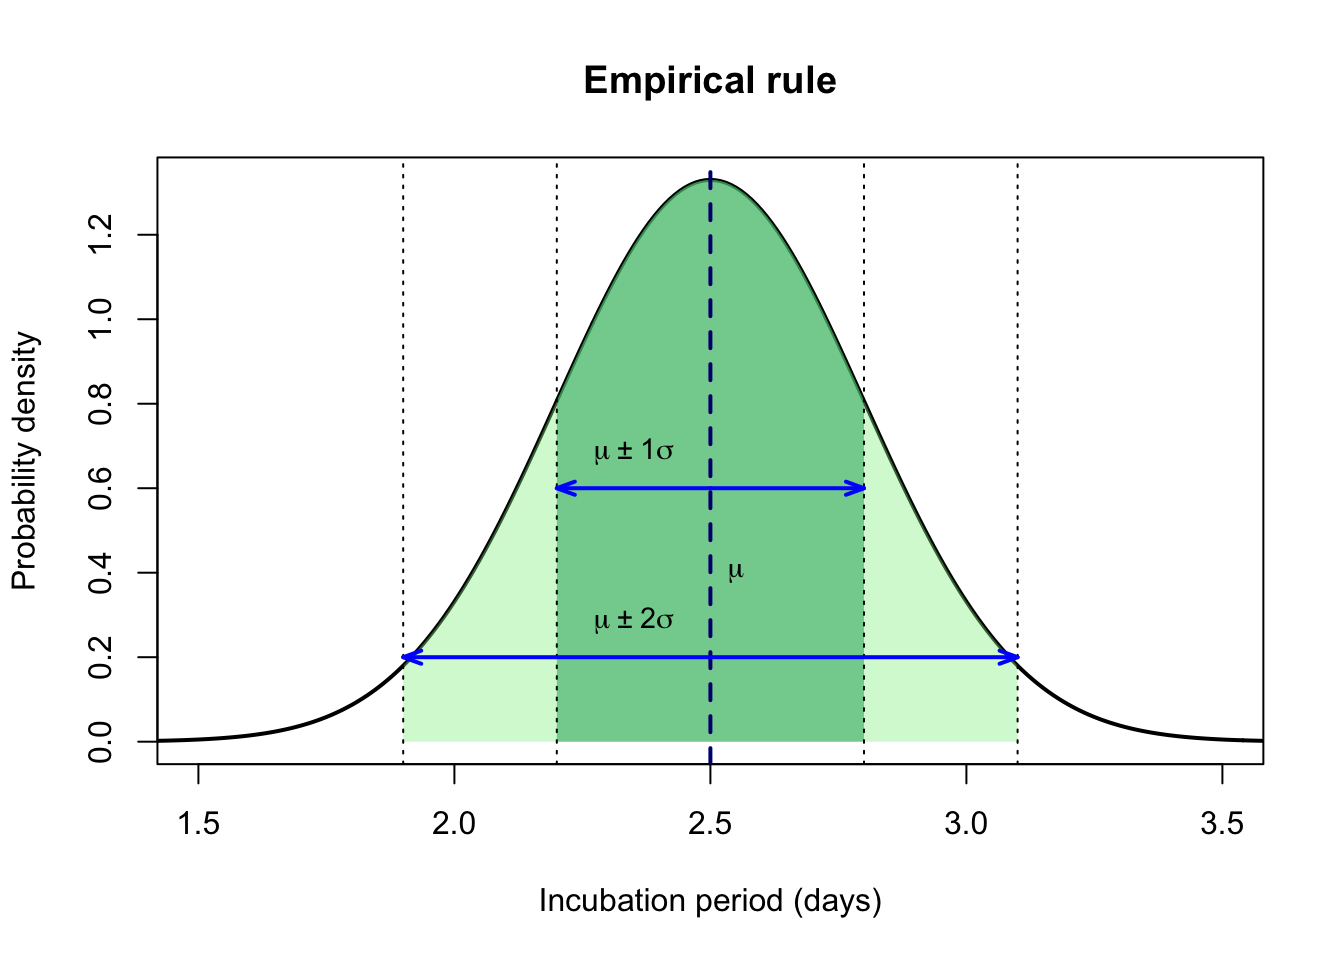 Empirical rule
Probability density
1.2
1.0
0.8
0.6
0.4
0.2
0.0
μ ± 1σ
μ
μ ± 2σ
1.5 2.0 2.5 3.0 3.5
Incubation period (days)